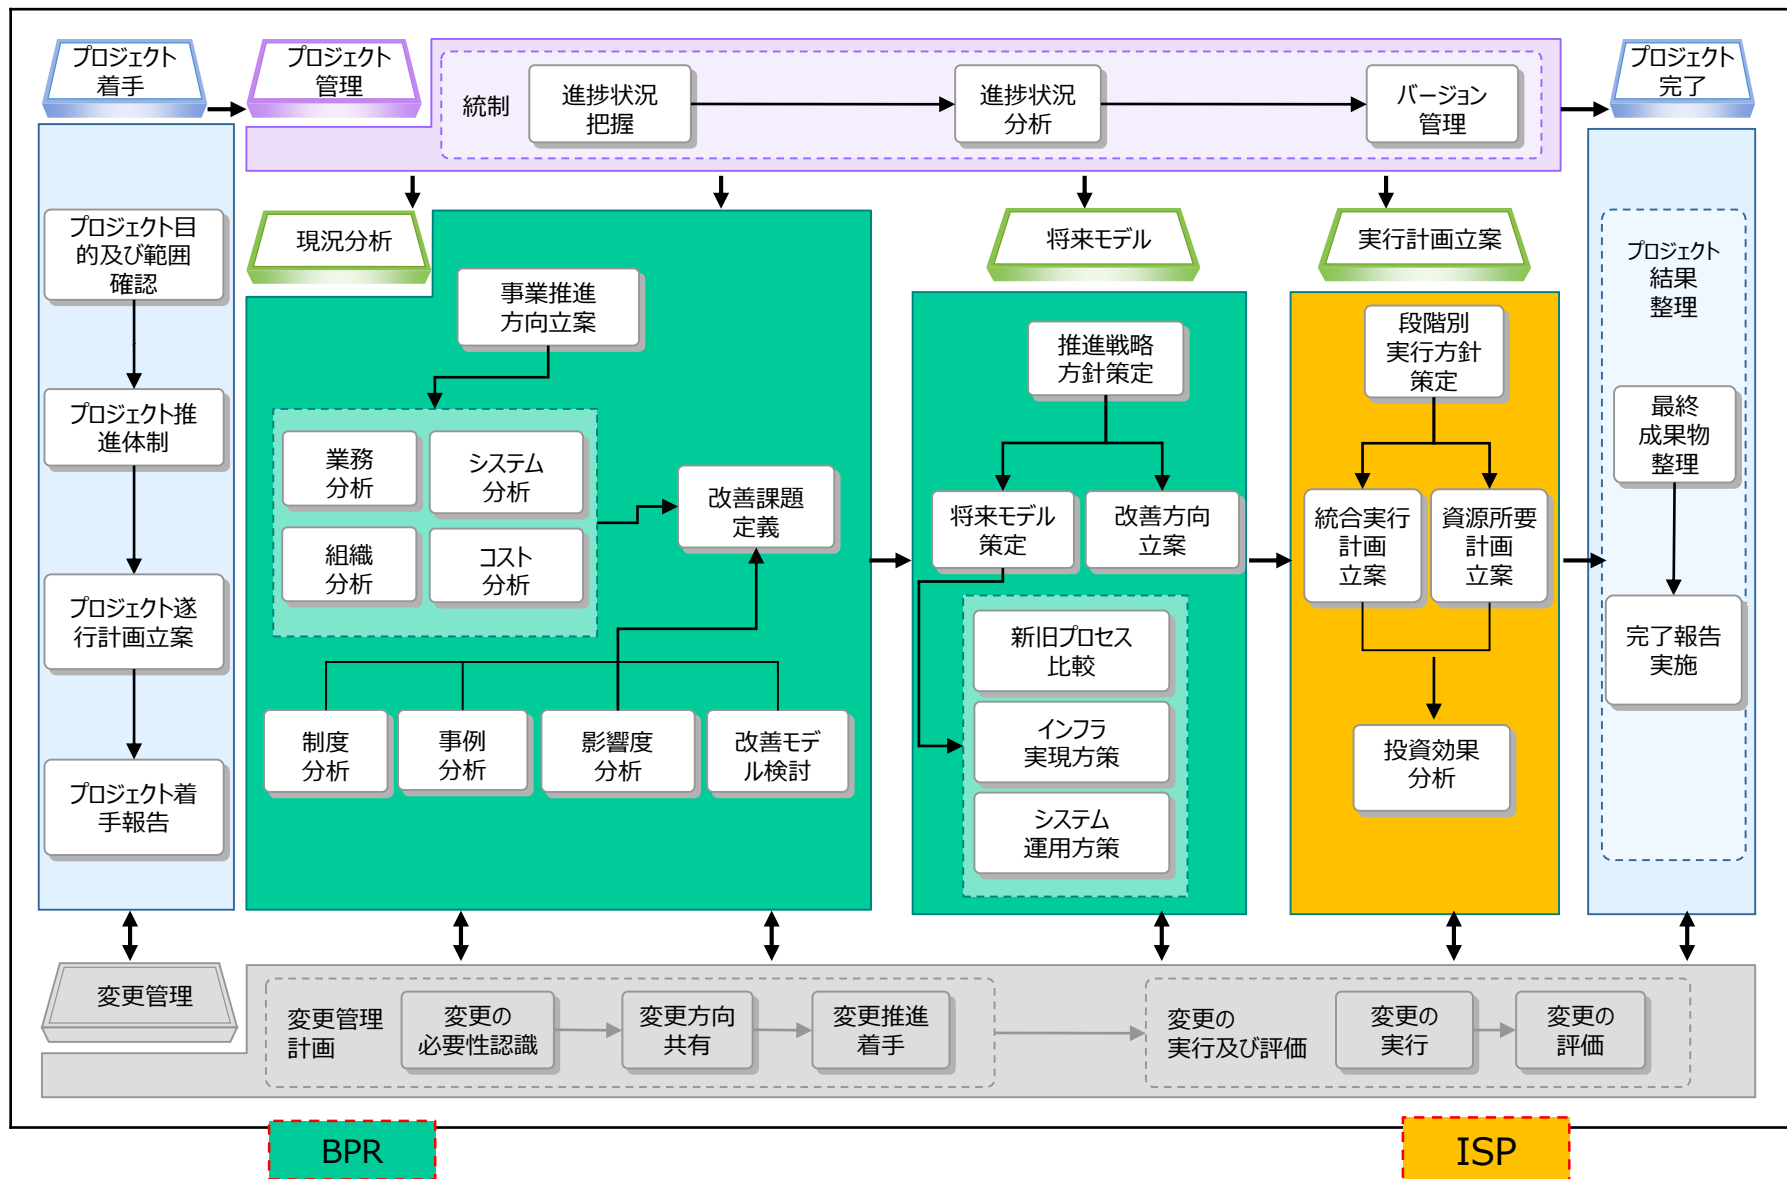 プロジェクト
着手
プロジェクト
管理
統制
進捗状況
把握
進捗状況
分析
バージョン
管理
プロジェクト
完了
プロジェクト目
的及び範囲
確認
プロジェクト推
進体制
プロジェクト遂
行計画立案
プロジェクト着
手報告
現況分析
事業推進
方向立案
業務
分析
システム
分析
組織
分析
コスト
分析
改善課題
定義
制度
分析
事例
分析
影響度
分析
改善モデ
ル検討
将来モデル
推進戦略
方針策定
将来モデル
策定
改善方向
立案
新旧プロセス
比較
インフラ
実現方策
システム
運用方策
実行計画立案
段階別
実行方針
策定
統合実行
計画
立案
資源所要
計画
立案
投資効果
分析
プロジェクト
結果
整理
最終
成果物
整理
完了報告
実施
変更管理
変更管理
計画
変更の
必要性認識
変更方向
共有
変更推進
着手
変更の
実行及び評価
変更の
実行
変更の
評価
BPR
ISP